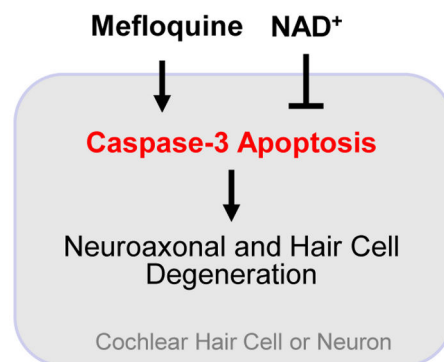 Mefloquine NAD⁺
Caspase-3 Apoptosis
Neuroaxonal and Hair Cell
Degeneration
Cochlear Hair Cell or Neuron